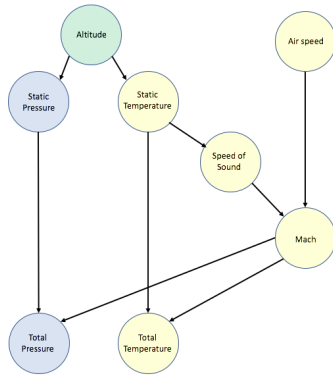 Altitude
Air speed
Static
Pressure
Static
Temperature
Speed of
Sound
Mach
Total
Pressure
Total
Temperature